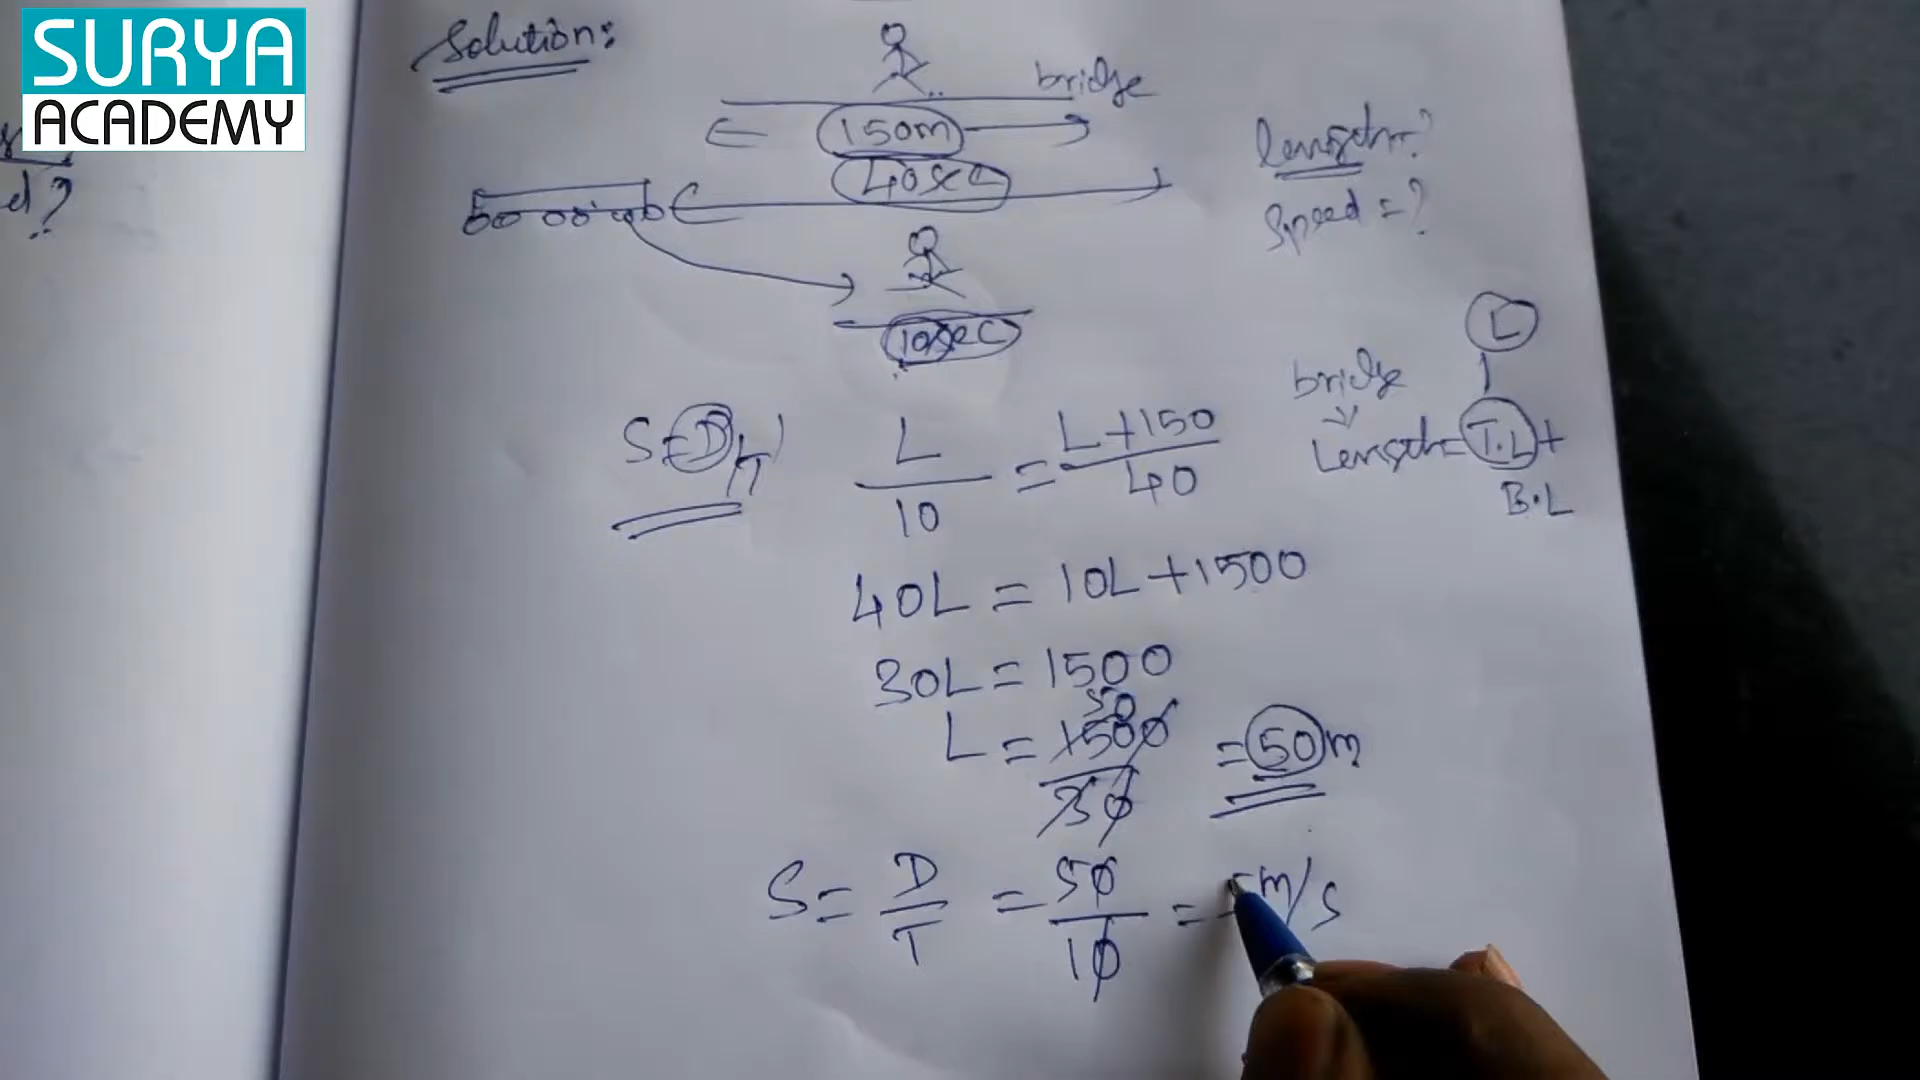 SURYA
ACADEMY
d?
Solution:
bridge
150m
40sec
Length=?
Speed=?
10sec
L
bridge
Length=T.L+
B.L
S=D/T
L/10 = L+150/40
40L = 10L+1500
30L = 1500
50
L = 1500/30 = 50m
S = D/T = 50/10 = 5m/s